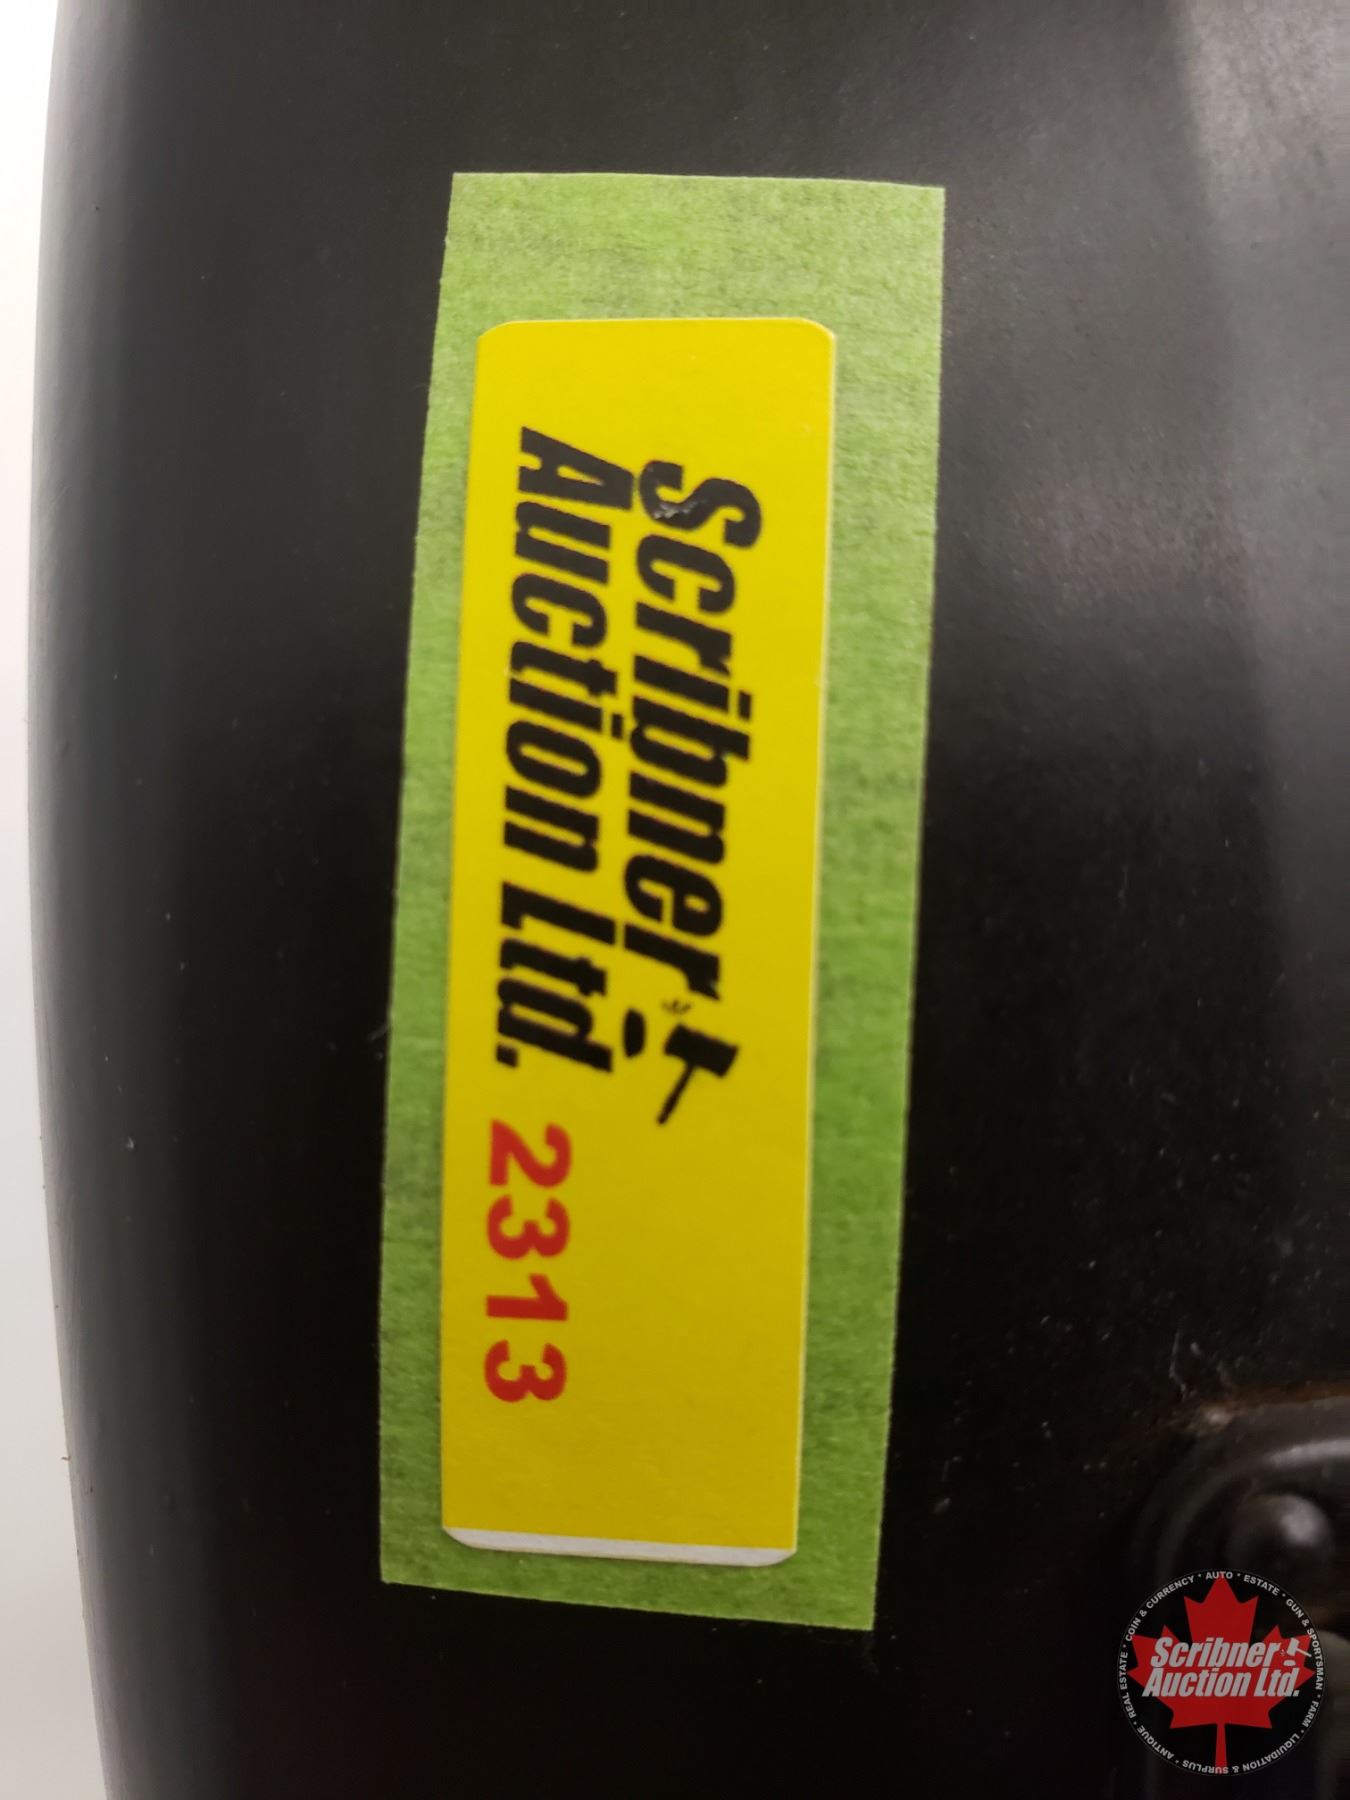 Scribner
Auction Ltd. 2313
COIN & CURRENCY • AUTO • ESTATE • GUN & SPORTSMAN • FARM • LIQUIDATION & SURPLUS • ANTIQUE • REAL ESTATE •
Scribner
Auction Ltd.